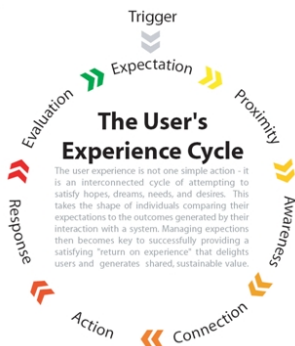 Trigger
Expectation
Proximity
Awareness
Connection
Action
Response
Evaluation
The User's
Experience Cycle
The user experience is not one simple action - it
is an interconnected cycle of attempting to
satisfy hopes, dreams, needs, and desires. This
takes the shape of individuals comparing their
expectations to the outcomes generated by their
interaction with a system. Managing expectations
then becomes key to successfully providing a
satisfying "return on experience" that delights
users and generates shared, sustainable value.